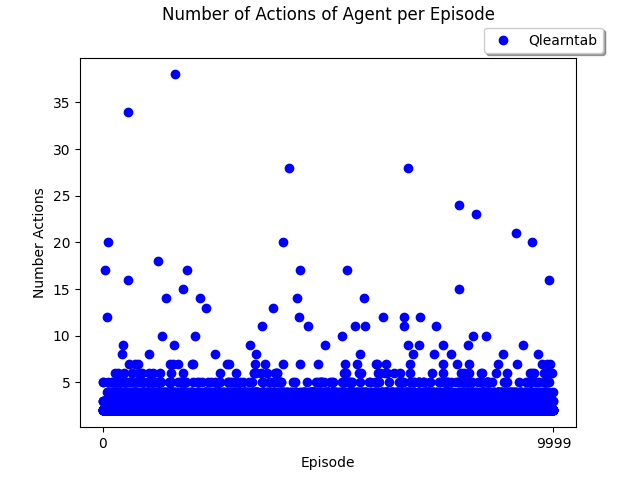 Number of Actions of Agent per Episode
Qlearntab
35
30
25
20
15
10
5
Number Actions
0
9999
Episode